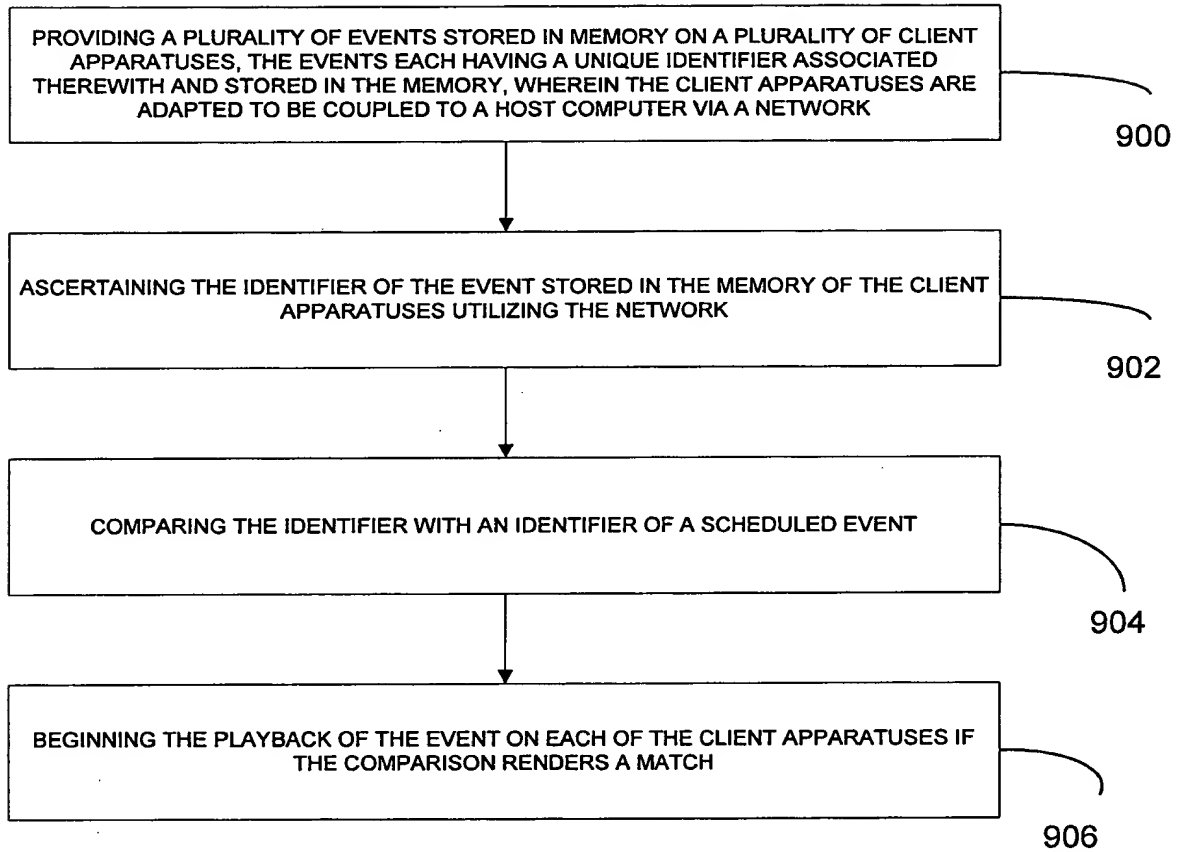 PROVIDING A PLURALITY OF EVENTS STORED IN MEMORY ON A PLURALITY OF CLIENT
APPARATUSES, THE EVENTS EACH HAVING A UNIQUE IDENTIFIER ASSOCIATED
THEREWITH AND STORED IN THE MEMORY, WHEREIN THE CLIENT APPARATUSES ARE
ADAPTED TO BE COUPLED TO A HOST COMPUTER VIA A NETWORK
900
ASCERTAINING THE IDENTIFIER OF THE EVENT STORED IN THE MEMORY OF THE CLIENT
APPARATUSES UTILIZING THE NETWORK
902
COMPARING THE IDENTIFIER WITH AN IDENTIFIER OF A SCHEDULED EVENT
904
BEGINNING THE PLAYBACK OF THE EVENT ON EACH OF THE CLIENT APPARATUSES IF
THE COMPARISON RENDERS A MATCH
906